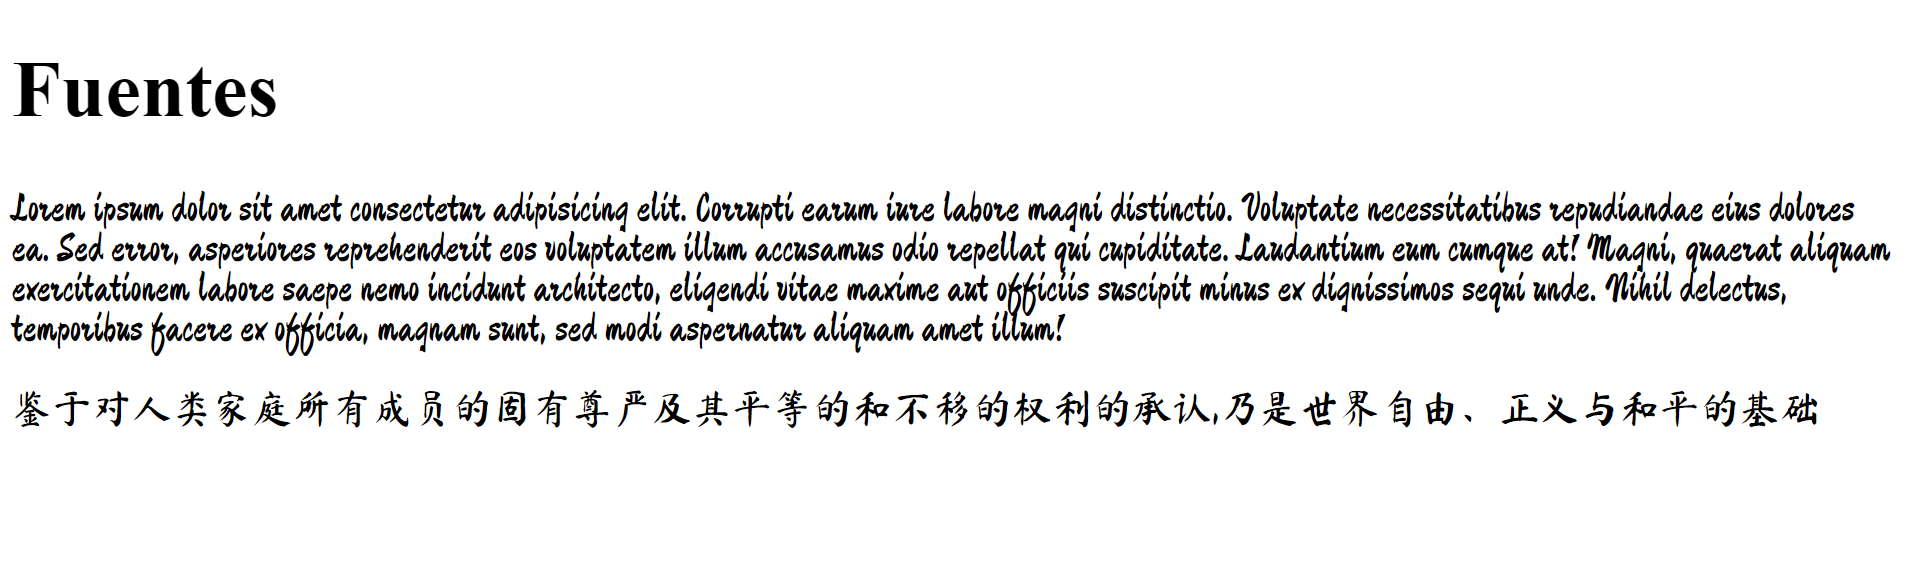 Fuentes
Lorem ipsum dolor sit amet consectetur adipisicing elit. Corrupti earum iure labore magni distinctio. Voluptate necessitatibus repudiandae eius dolores
ea. Sed error, asperiores reprehenderit eos voluptatem illum accusamus odio repellat qui cupiditate. Laudantium eum cumque at! Magni, quaerat aliquam
exercitationem labore saepe nemo incidunt architecto, eligendi vitae maxime aut officiis suscipit minus ex dignissimos sequi unde. Nihil delectus,
temporibus facere ex officia, magnam sunt, sed modi aspernatur aliquam amet illum!
鉴于对人类家庭所有成员的固有尊严及其平等的和不移的权利的承认,乃是世界自由、正义与和平的基础